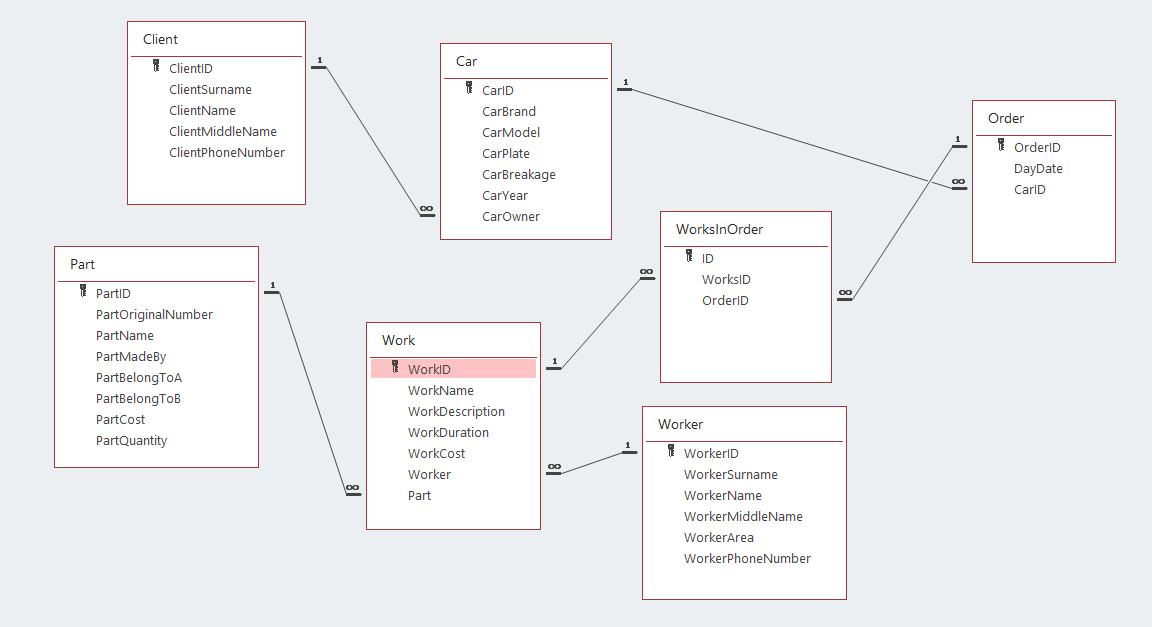 Client
ClientID
ClientSurname
ClientName
ClientMiddleName
ClientPhoneNumber
1
∞
Car
CarID
CarBrand
CarModel
CarPlate
CarBreakage
CarYear
CarOwner
1
∞
Order
OrderID
DayDate
CarID
1
∞
WorksInOrder
ID
WorksID
OrderID
Part
PartID
PartOriginalNumber
PartName
PartMadeBy
PartBelongToA
PartBelongToB
PartCost
PartQuantity
1
∞
Work
WorkID
WorkName
WorkDescription
WorkDuration
WorkCost
Worker
Part
1
∞
Worker
WorkerID
WorkerSurname
WorkerName
WorkerMiddleName
WorkerArea
WorkerPhoneNumber
1
∞